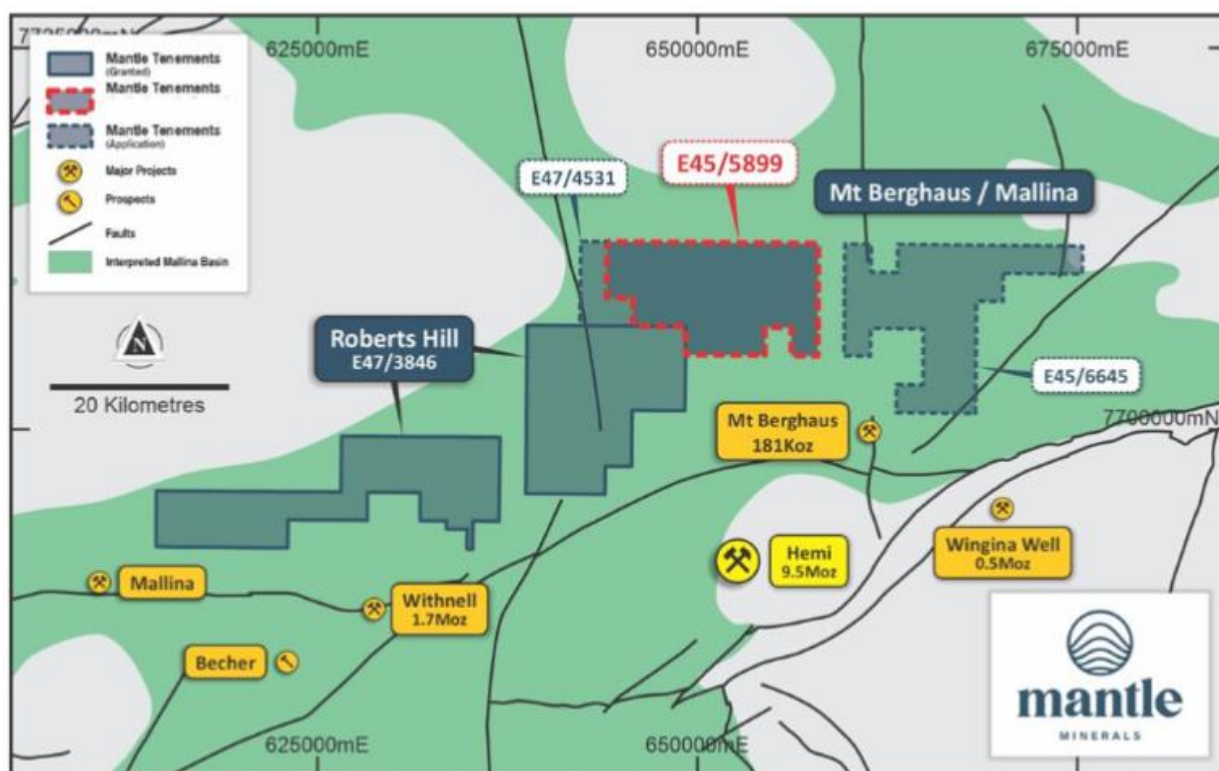 7725000mN
625000mE
650000mE
675000mE
Mantle Tenements
(Granted)
Mantle Tenements
Mantle Tenements
(Application)
Major Projects
Prospects
Faults
Interpreted Mallina Basin
N
20 Kilometres
E47/4531
E45/5899
Mt Berghaus / Mallina
Roberts Hill
E47/3846
E45/6645
7700000mN
Mt Berghaus
181Koz
Hemi
9.5Moz
Wingina Well
0.5Moz
Mallina
Withnell
1.7Moz
Becher
625000mE
650000mE
mantle
MINERALS